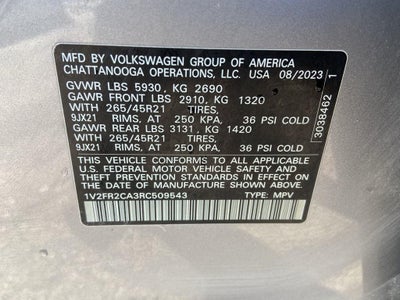 MFD BY VOLKSWAGEN GROUP OF AMERICA
CHATTANOOGA OPERATIONS, LLC. USA 08/2023
GVWR LBS 5930, KG 2690
GAWR FRONT LBS 2910, KG 1320
WITH 265/45R21 TIRES,
9JX21 RIMS, AT 250 KPA, 36 PSI COLD
GAWR REAR LBS 3131, KG 1420
WITH 265/45R21 TIRES,
9JX21 RIMS, AT 250 KPA, 36 PSI COLD
THIS VEHICLE CONFORMS TO ALL APPLICABLE
U.S. FEDERAL MOTOR VEHICLE SAFETY
AND THEFT PREVENTION STANDARDS IN EFFECT ON THE
DATE OF MANUFACTURE SHOWN ABOVE.
1V2FR2CA3RC509543 TYPE: MPV
3038462 1